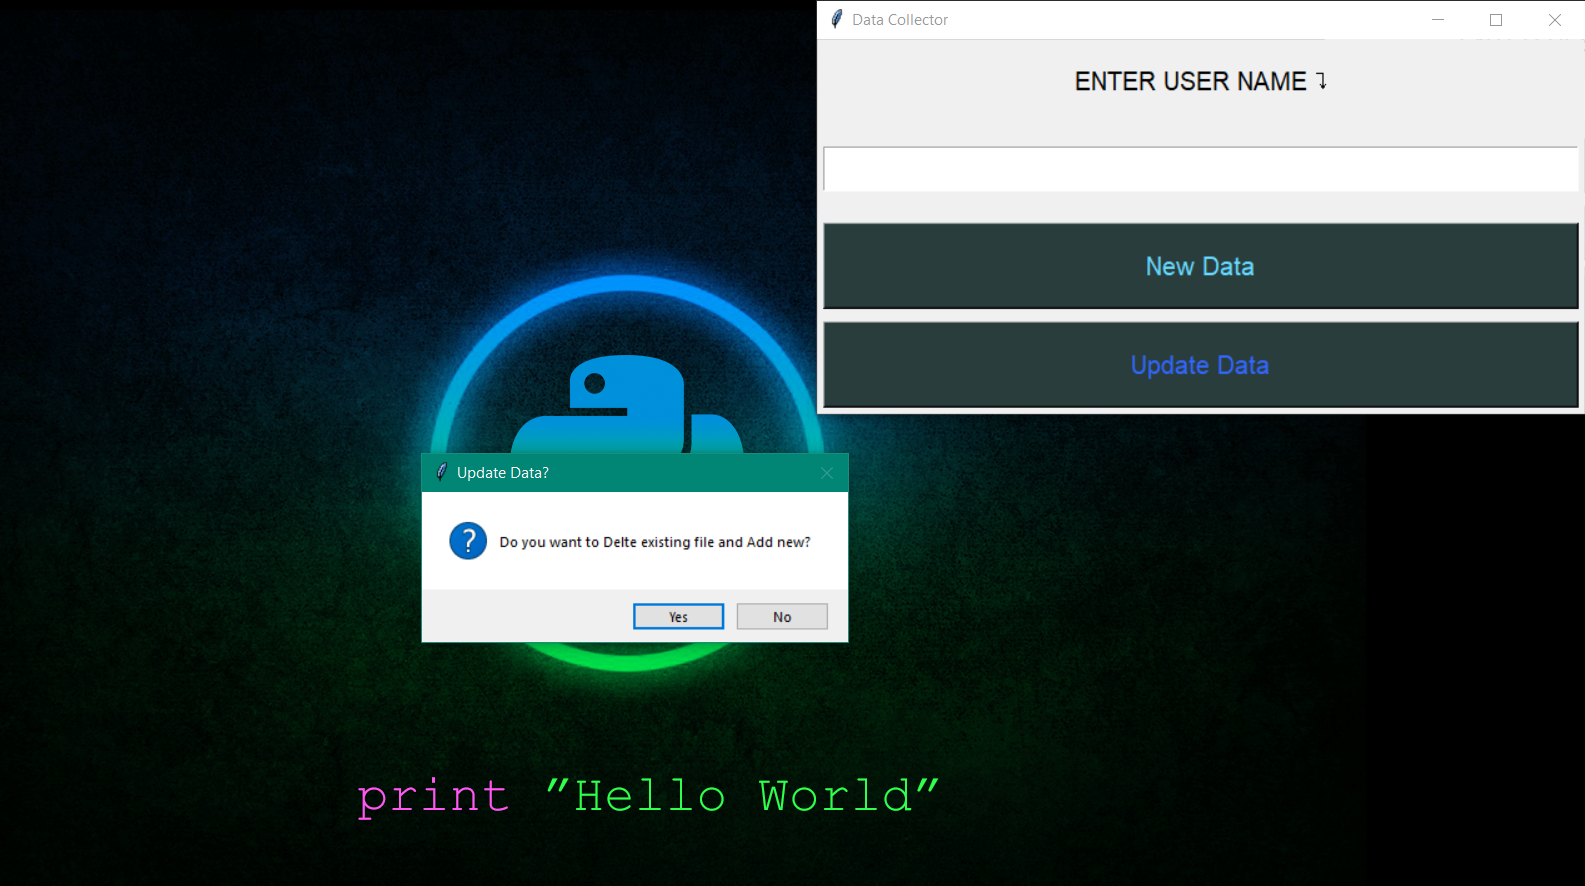 Data Collector
ENTER USER NAME ⤵
New Data
Update Data
Update Data?
? Do you want to Delte existing file and Add new?
Yes No
print "Hello World"